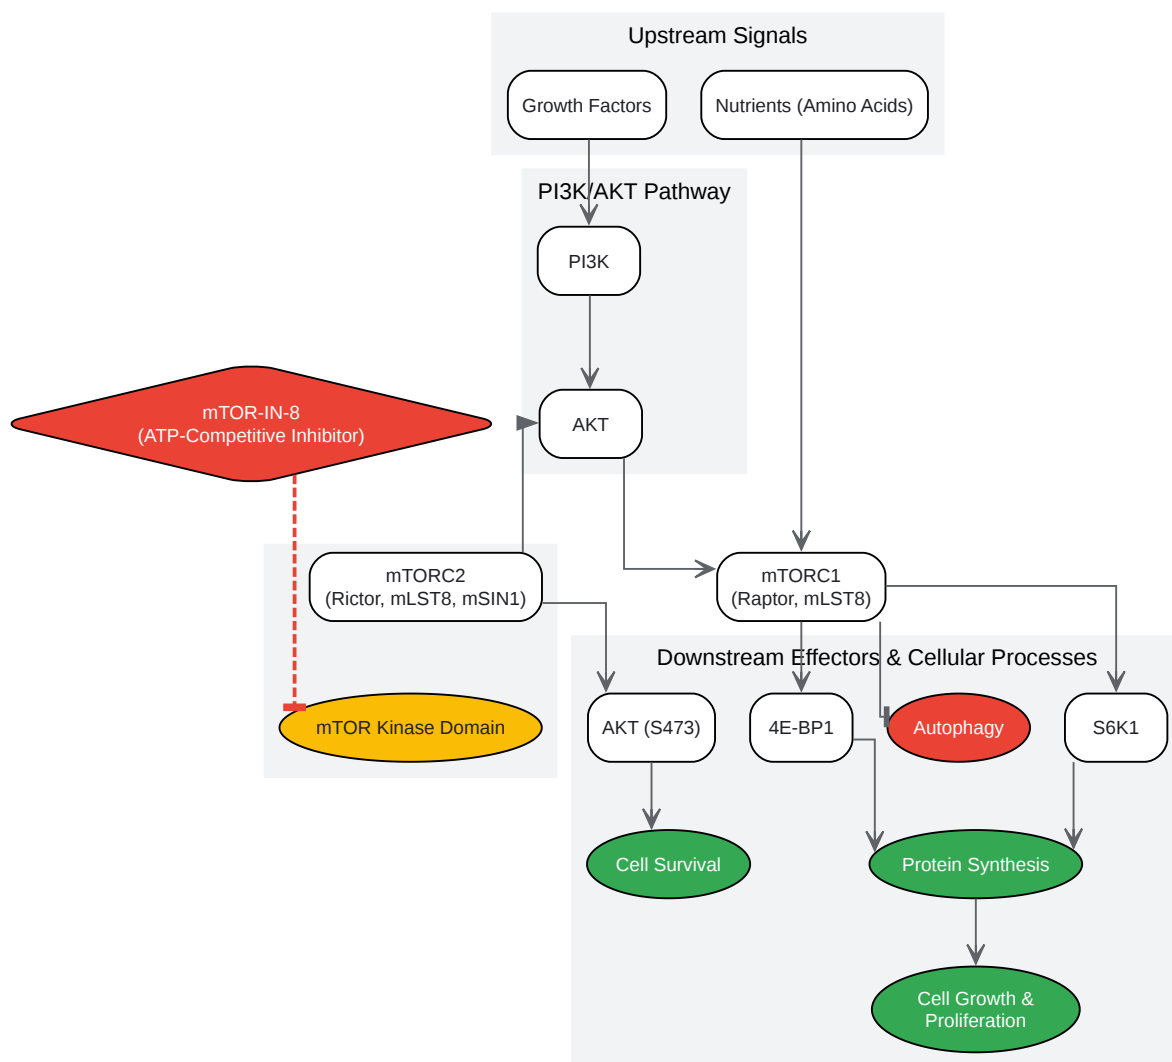 Upstream Signals
Growth Factors
Nutrients (Amino Acids)
PI3K/AKT Pathway
PI3K
mTOR-IN-8
(ATP-Competitive Inhibitor)
AKT
mTORC2
(Rictor, mLST8, mSIN1)
mTORC1
(Raptor, mLST8)
Downstream Effectors & Cellular Processes
mTOR Kinase Domain
AKT (S473)
4E-BP1
Autophagy
S6K1
Cell Survival
Protein Synthesis
Cell Growth &
Proliferation